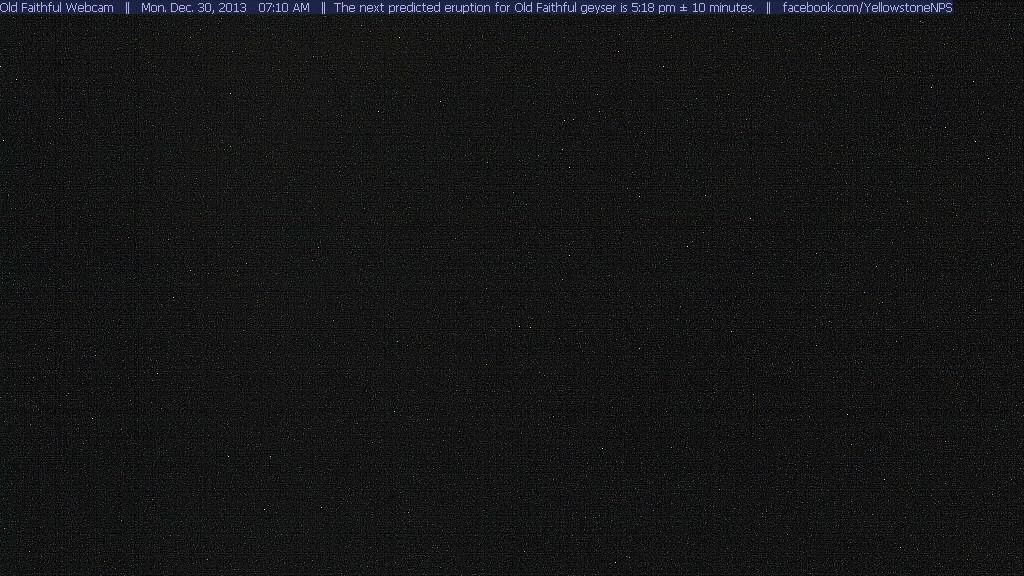 Old Faithful Webcam || Mon. Dec. 30, 2013 07:10 AM || The next predicted eruption for Old Faithful geyser is 5:18 pm ± 10 minutes. || facebook.com/YellowstoneNPS